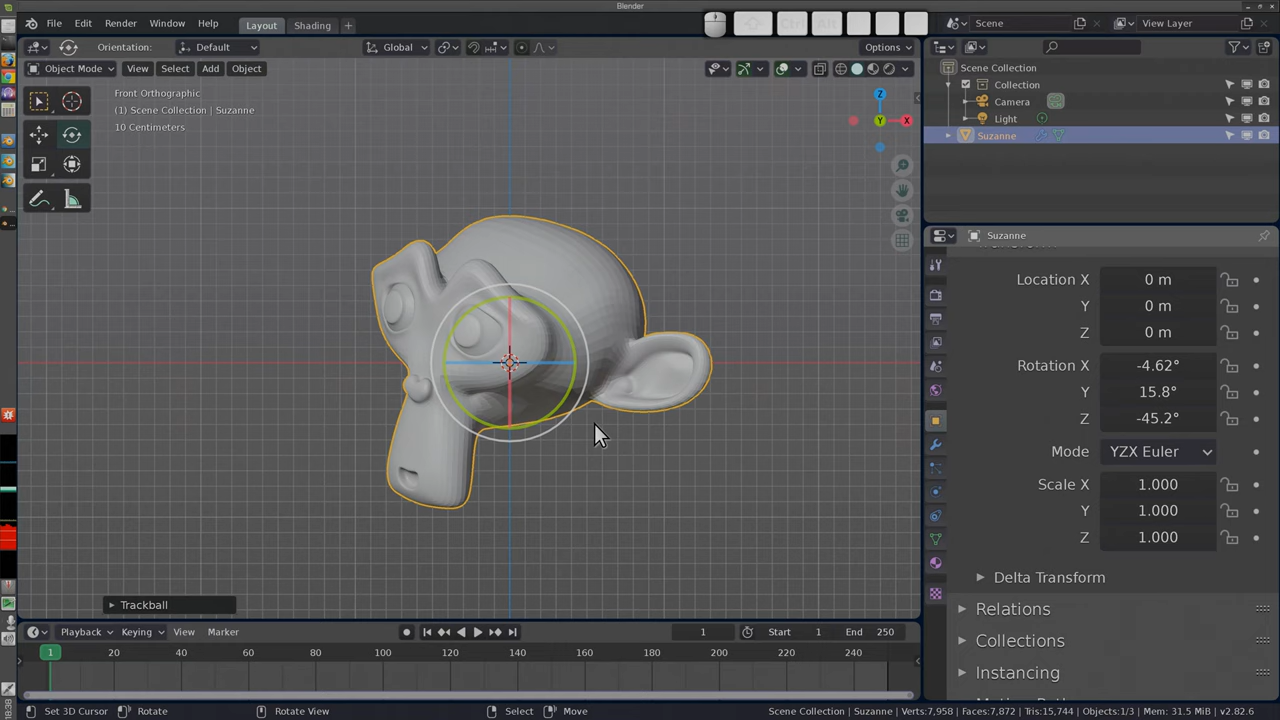 Blender
File Edit Render Window Help Layout Shading + Ctrl Alt Scene View Layer
Orientation: Default Global Options
Object Mode View Select Add Object
Front Orthographic
(1) Scene Collection | Suzanne
10 Centimeters
Z
Y X
Scene Collection
Collection
Camera
Light
Suzanne
Suzanne
Location X 0 m
Y 0 m
Z 0 m
Rotation X -4.62°
Y 15.8°
Z -45.2°
Mode YZX Euler
Scale X 1.000
Y 1.000
Z 1.000
Delta Transform
Relations
Collections
Instancing
Trackball
Playback Keying View Marker 1 Start 1 End 250
1 20 40 60 80 100 120 140 160 180 200 220 240
Set 3D Cursor Rotate Rotate View Select Move Scene Collection | Suzanne | Verts:7,958 | Faces:7,872 | Tris:15,744 | Objects:1/3 | Mem: 31.5 MiB | v2.82.6
18:38